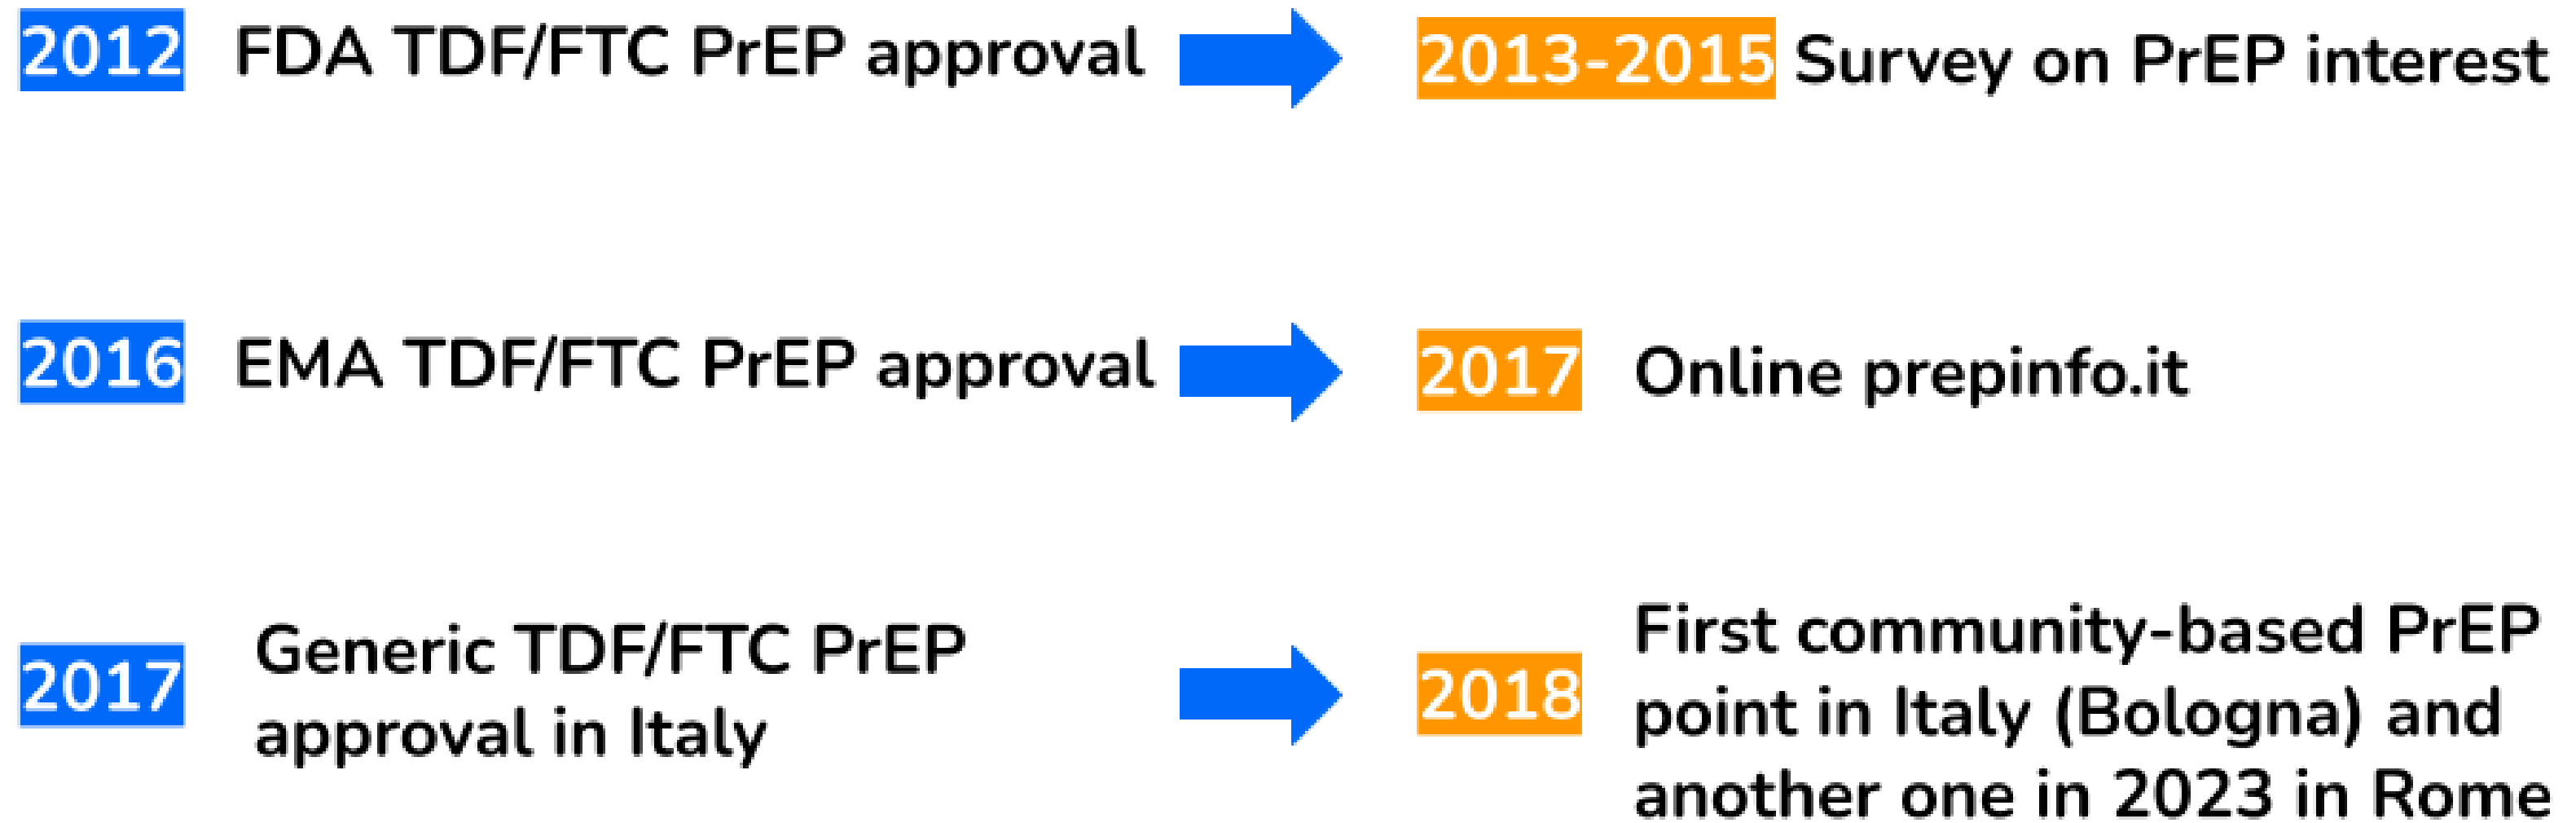 2012 FDA TDF/FTC PrEP approval 2013-2015 Survey on PrEP interest
2016 EMA TDF/FTC PrEP approval 2017 Online prepinfo.it
2017 Generic TDF/FTC PrEP
approval in Italy
2018 First community-based PrEP
point in Italy (Bologna) and
another one in 2023 in Rome